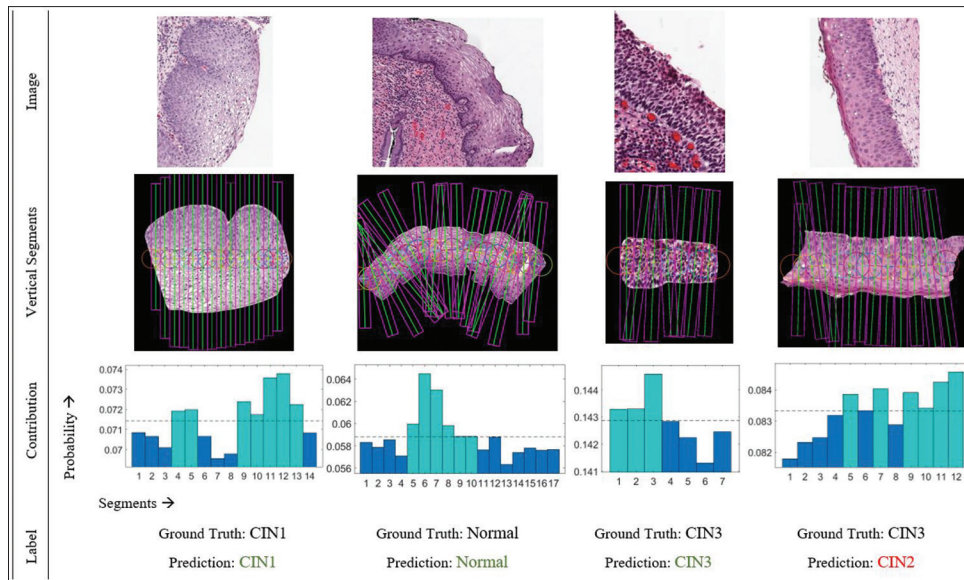 Image
Vertical Segments
Contribution
Probability →
0.074
0.073
0.072
0.071
0.07
1 2 3 4 5 6 7 8 9 10 11 12 13 14
0.064
0.062
0.06
0.058
0.056
1 2 3 4 5 6 7 8 9 10 11 12 13 14 15 16 17
0.144
0.143
0.142
0.141
1 2 3 4 5 6 7
0.084
0.083
0.082
1 2 3 4 5 6 7 8 9 10 11 12
Segments →
Label
Ground Truth: CIN1
Prediction: CIN1
Ground Truth: Normal
Prediction: Normal
Ground Truth: CIN3
Prediction: CIN3
Ground Truth: CIN3
Prediction: CIN2